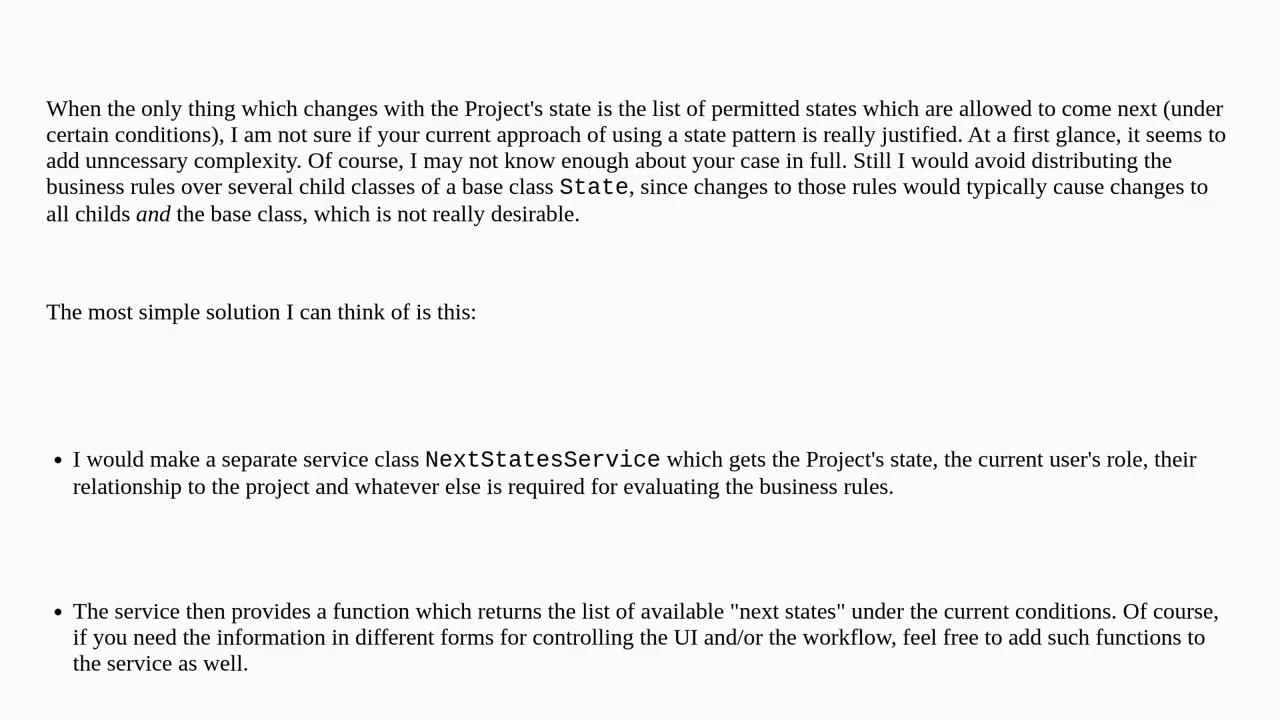 When the only thing which changes with the Project's state is the list of permitted states which are allowed to come next (under
certain conditions), I am not sure if your current approach of using a state pattern is really justified. At a first glance, it seems to
add unncessary complexity. Of course, I may not know enough about your case in full. Still I would avoid distributing the
business rules over several child classes of a base class State, since changes to those rules would typically cause changes to
all childs and the base class, which is not really desirable.
The most simple solution I can think of is this:
• I would make a separate service class NextStatesService which gets the Project's state, the current user's role, their
relationship to the project and whatever else is required for evaluating the business rules.
• The service then provides a function which returns the list of available "next states" under the current conditions. Of course,
if you need the information in different forms for controlling the UI and/or the workflow, feel free to add such functions to
the service as well.